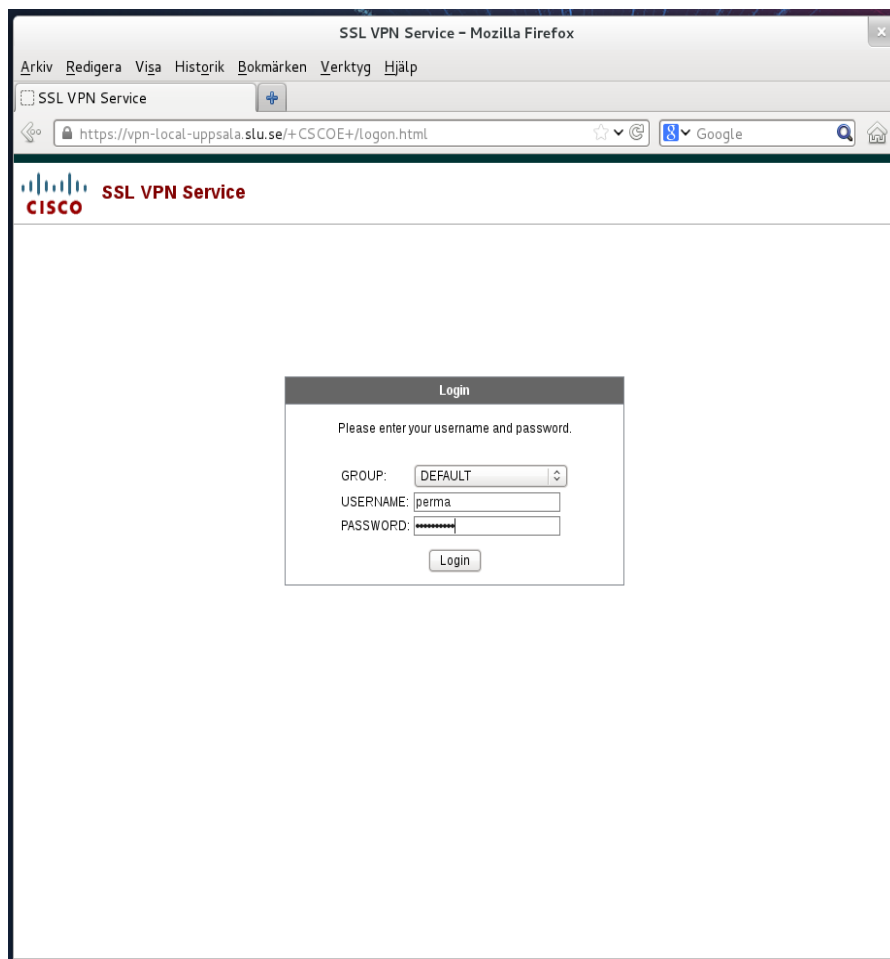 SSL VPN Service - Mozilla Firefox
Arkiv Redigera Visa Historik Bokmärken Verktyg Hjälp
SSL VPN Service
https://vpn-local-uppsala.slu.se/+CSCOE+/logon.html
Google
CISCO SSL VPN Service
Login
Please enter your username and password.
GROUP: DEFAULT
USERNAME: perma
PASSWORD: ••••••••••
Login